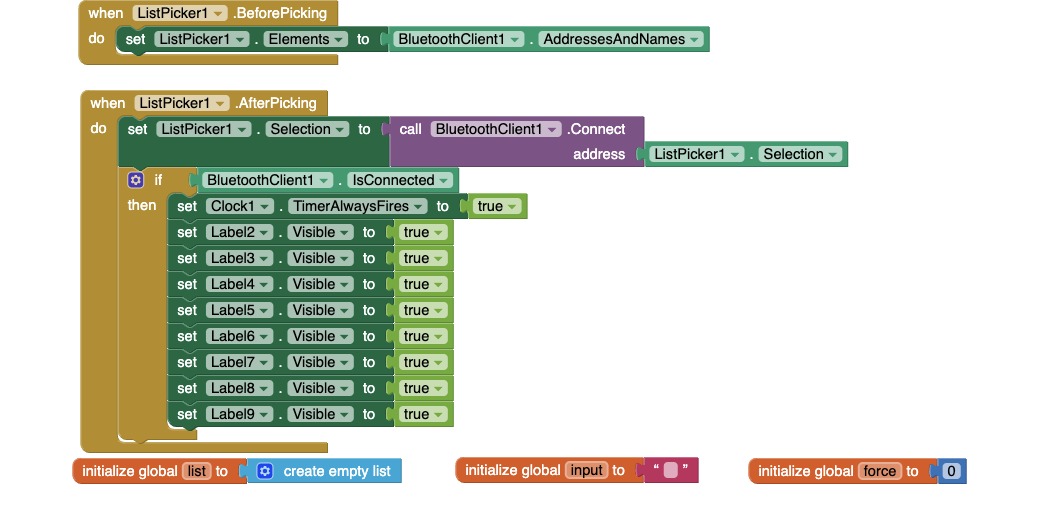 when ListPicker1 .BeforePicking
do set ListPicker1 . Elements to BluetoothClient1 . AddressesAndNames
when ListPicker1 .AfterPicking
do set ListPicker1 . Selection to call BluetoothClient1 .Connect
address ListPicker1 . Selection
if BluetoothClient1 . IsConnected
then set Clock1 . TimerAlwaysFires to true
set Label2 . Visible to true
set Label3 . Visible to true
set Label4 . Visible to true
set Label5 . Visible to true
set Label6 . Visible to true
set Label7 . Visible to true
set Label8 . Visible to true
set Label9 . Visible to true
initialize global list to create empty list
initialize global input to “ ”
initialize global force to 0